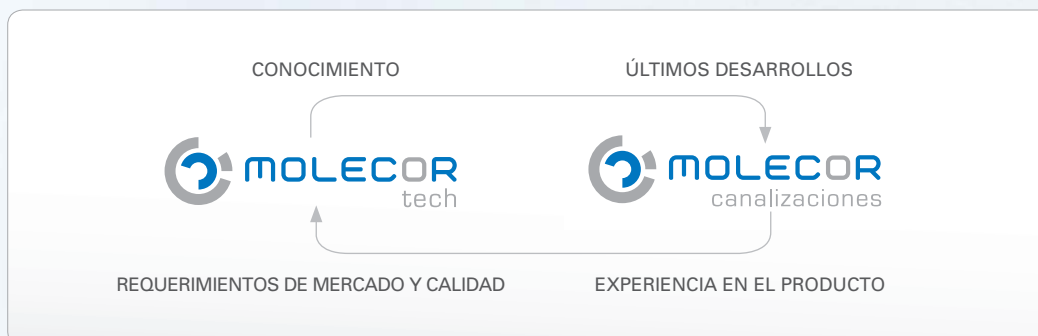 CONOCIMIENTO
ÚLTIMOS DESARROLLOS
MOLECOR
tech
MOLECOR
canalizaciones
REQUERIMIENTOS DE MERCADO Y CALIDAD
EXPERIENCIA EN EL PRODUCTO